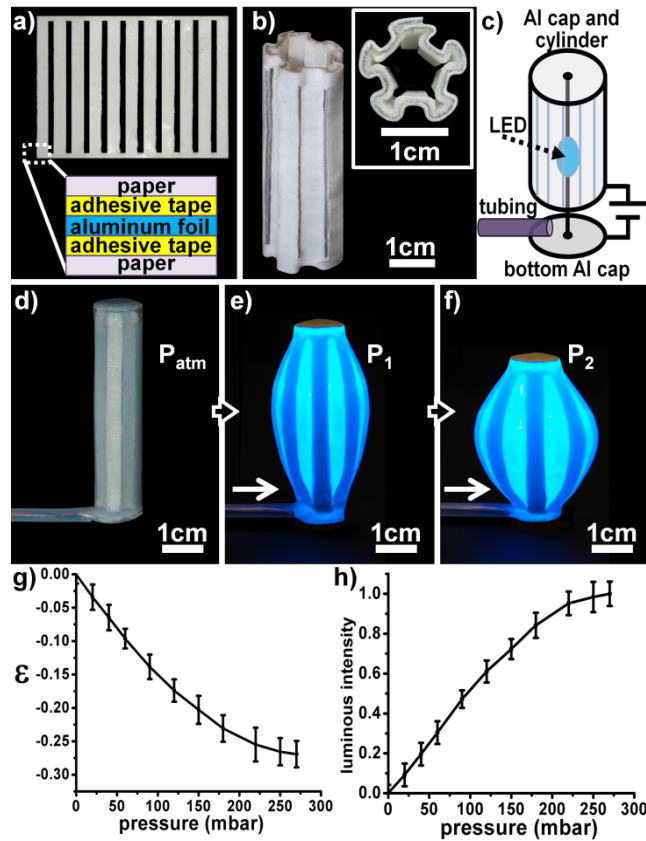 a)
paper
adhesive tape
aluminum foil
adhesive tape
paper
b)
1cm
1cm
c)
Al cap and
cylinder
LED
tubing
bottom Al cap
d)
P_atm
1cm
e)
P_1
1cm
f)
P_2
1cm
g)
0.00
-0.05
-0.10
-0.15
-0.20
-0.25
-0.30
ε
0 50 100 150 200 250 300
pressure (mbar)
h)
1.0
0.8
0.6
0.4
0.2
0.0
luminous intensity
0 50 100 150 200 250 300
pressure (mbar)